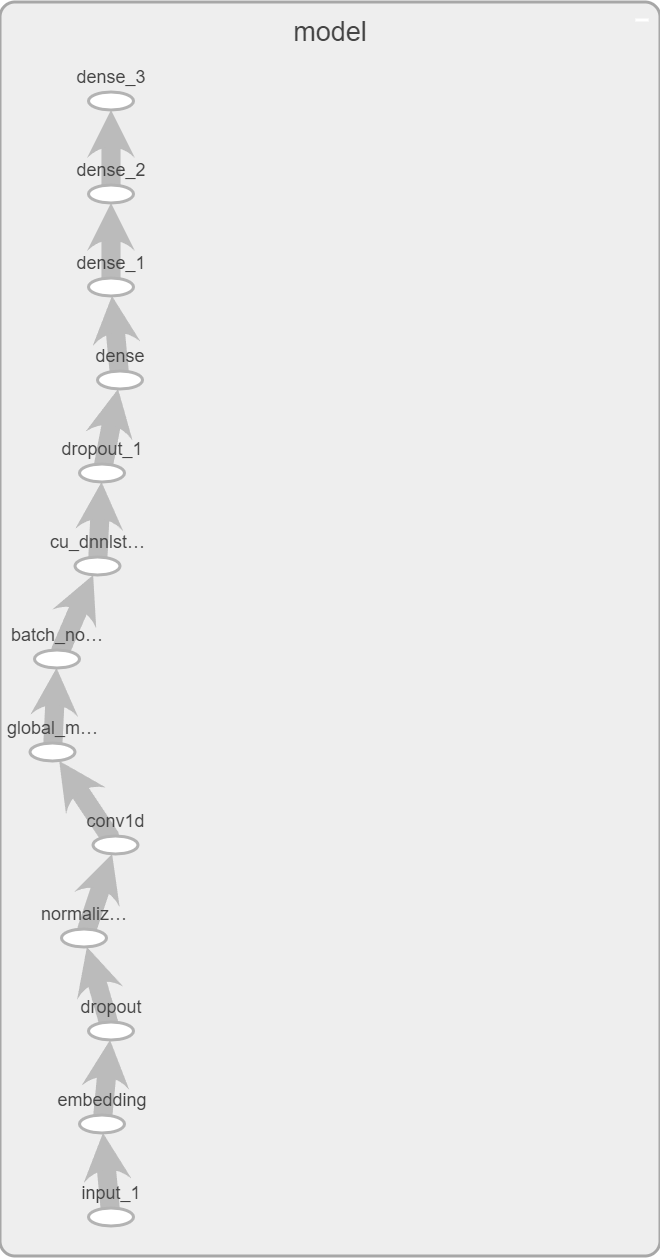 model
dense_3
dense_2
dense_1
dense
dropout_1
cu_dnnlst...
batch_no...
global_m...
conv1d
normaliz...
dropout
embedding
input_1